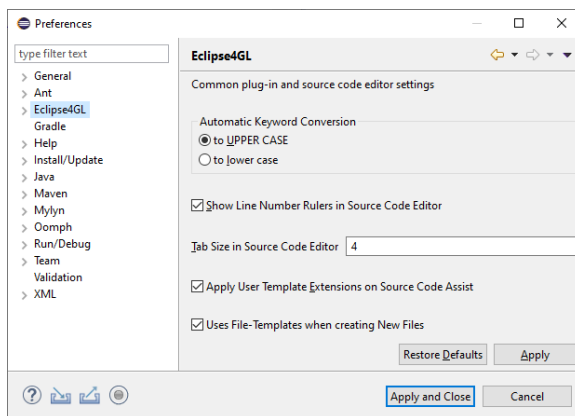 Preferences
type filter text
General
Ant
Eclipse4GL
Gradle
Help
Install/Update
Java
Maven
Mylyn
Oomph
Run/Debug
Team
Validation
XML
Eclipse4GL
Common plug-in and source code editor settings
Automatic Keyword Conversion
to UPPER CASE
to lower case
Show Line Number Rulers in Source Code Editor
Tab Size in Source Code Editor 4
Apply User Template Extensions on Source Code Assist
Uses File-Templates when creating New Files
Restore Defaults Apply
Apply and Close Cancel